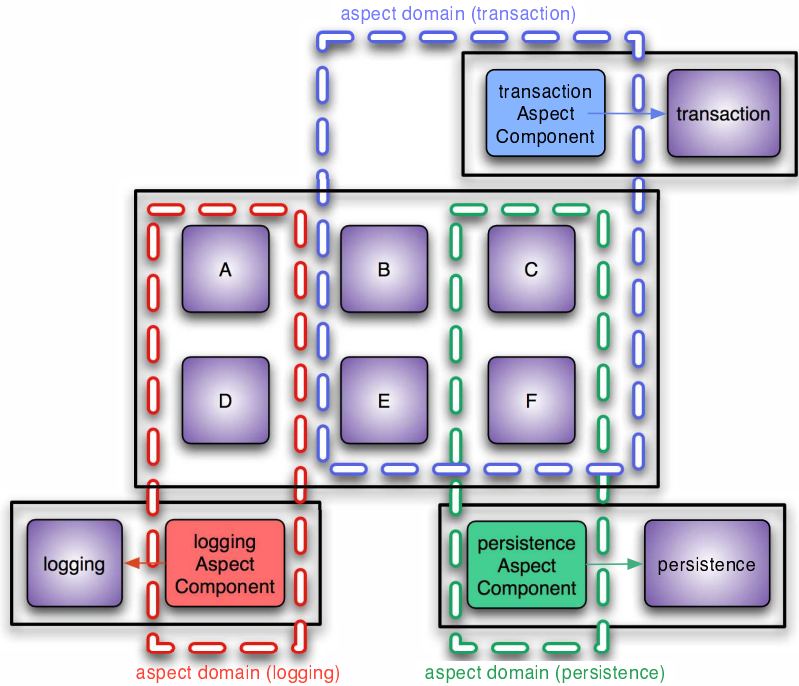 aspect domain (transaction)
transaction
Aspect
Component
transaction
A
B
C
D
E
F
logging
logging
Aspect
Component
persistence
Aspect
Component
persistence
aspect domain (logging)
aspect domain (persistence)